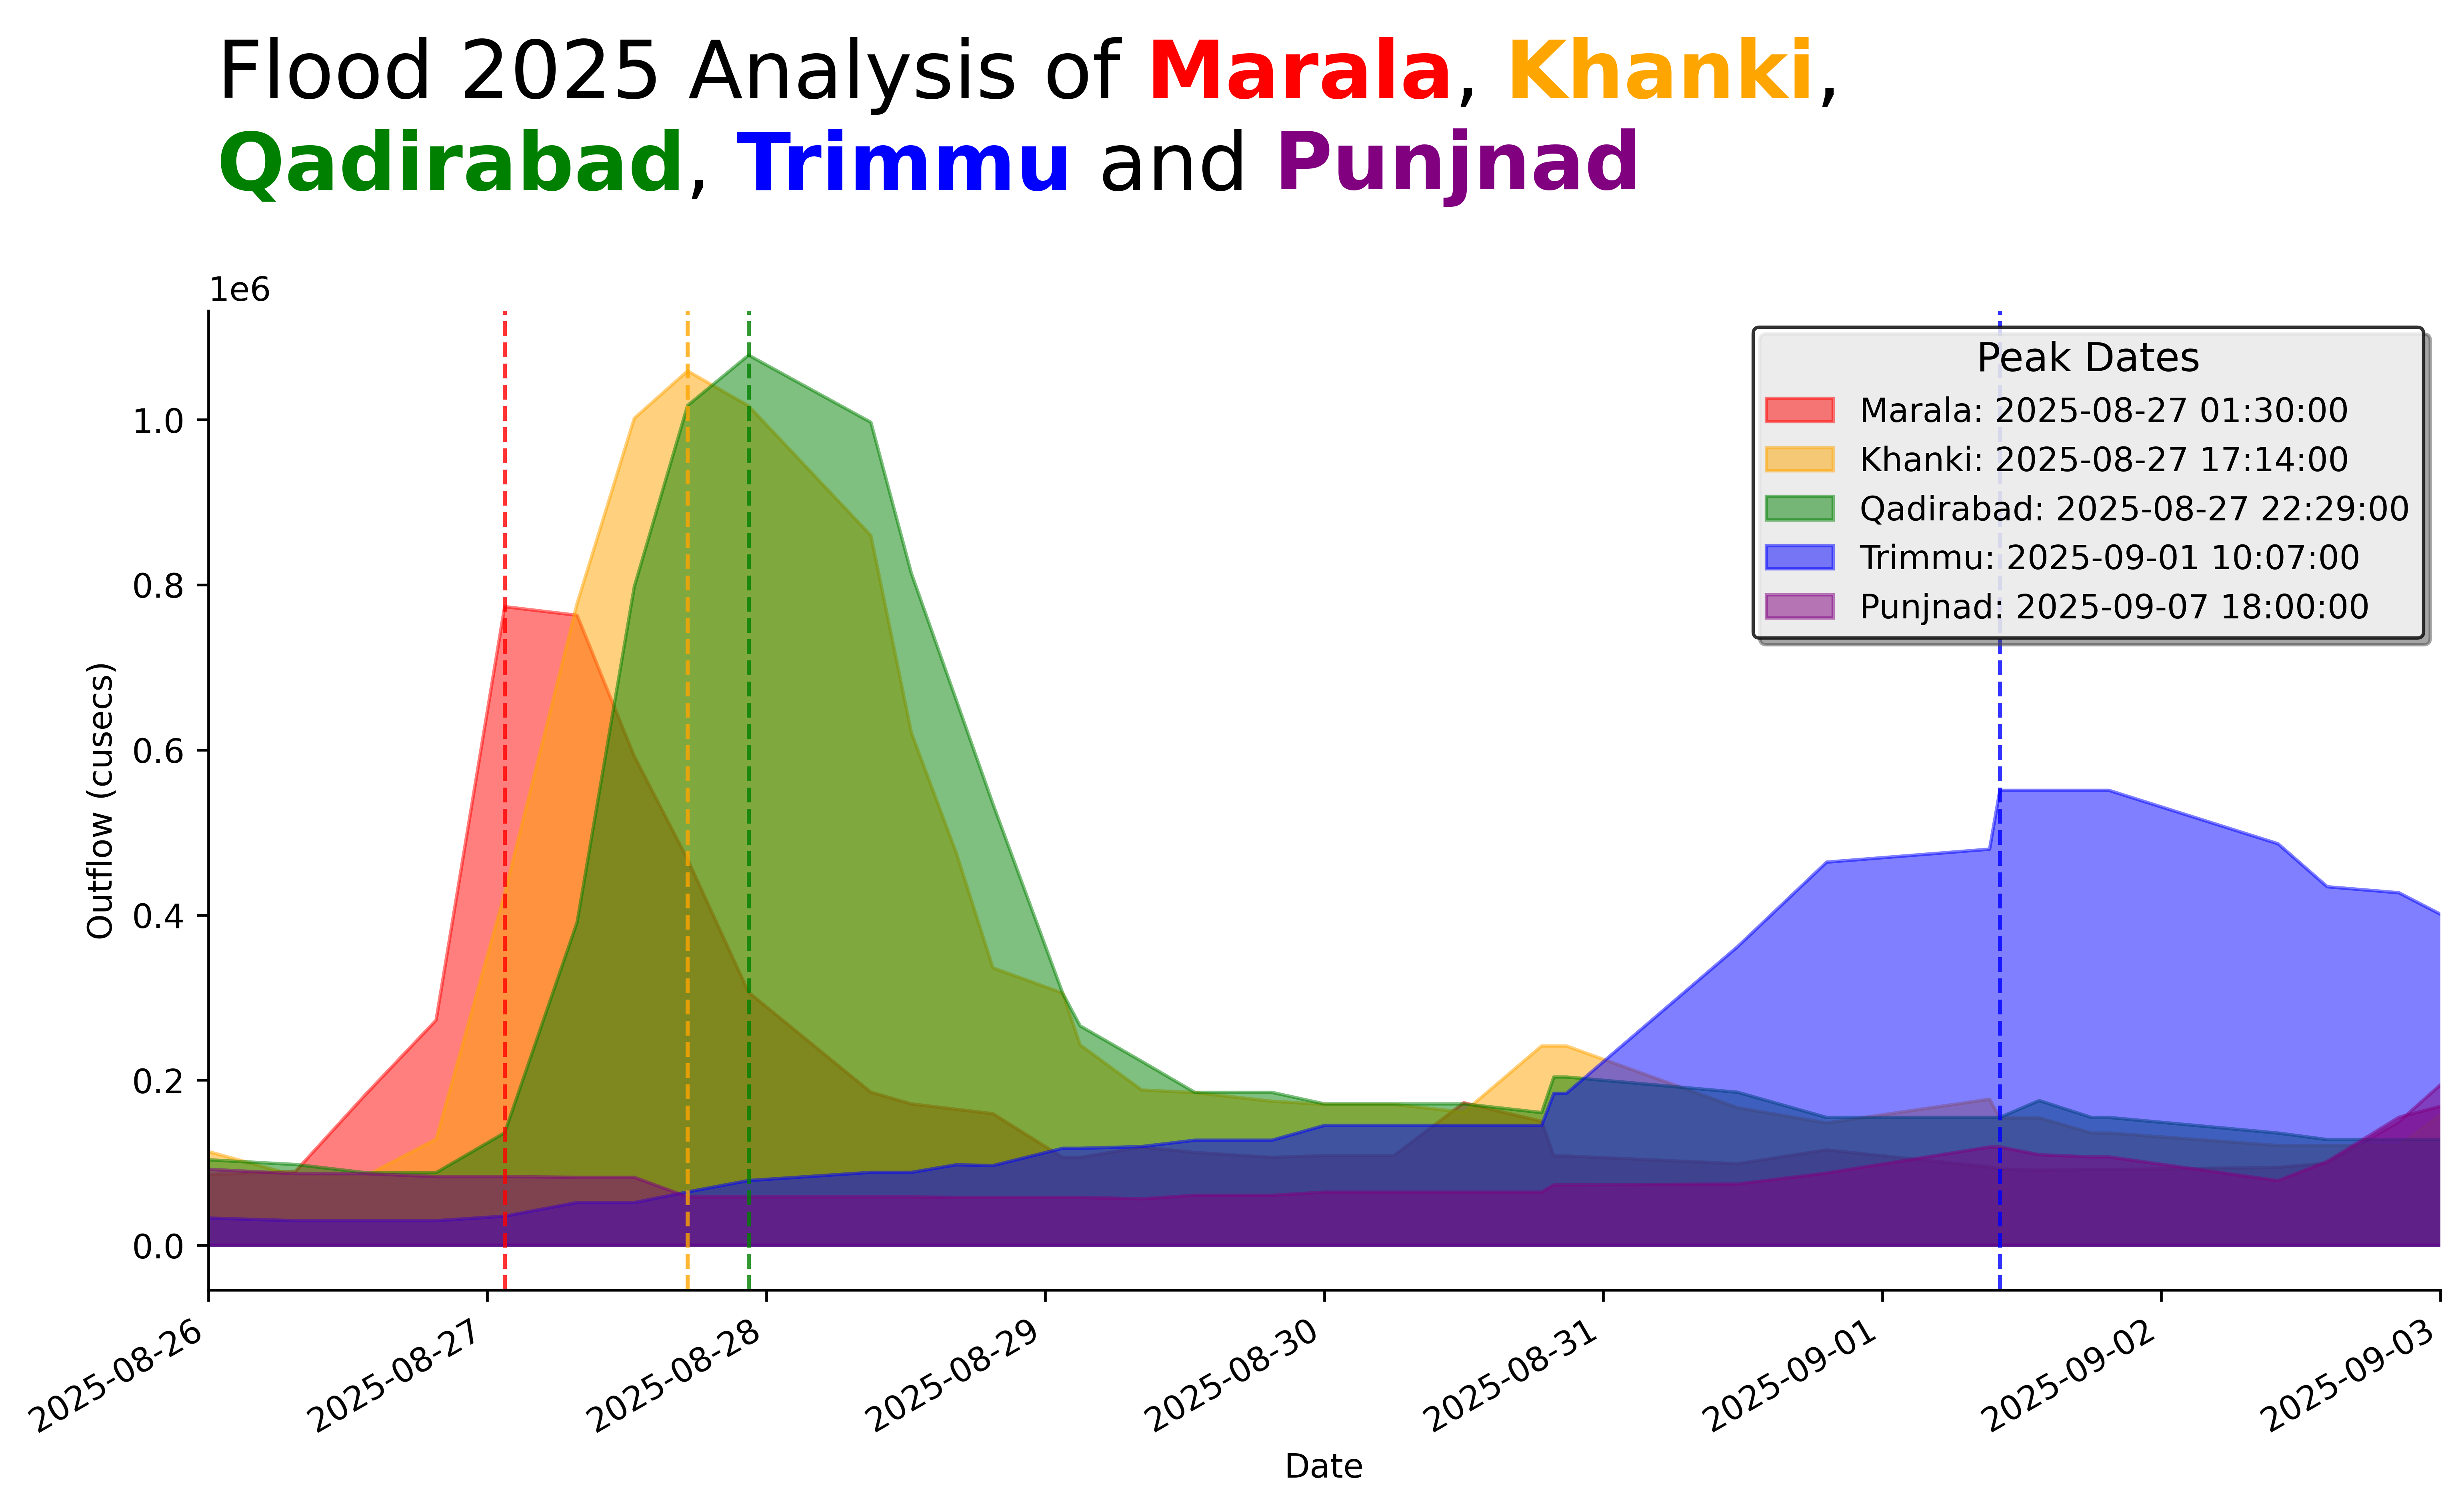 Flood 2025 Analysis of Marala, Khanki,
Qadirabad, Trimmu and Punjnad
1e6
Peak Dates
Marala: 2025-08-27 01:30:00
Khanki: 2025-08-27 17:14:00
Qadirabad: 2025-08-27 22:29:00
Trimmu: 2025-09-01 10:07:00
Punjnad: 2025-09-07 18:00:00
1.0
0.8
0.6
0.4
0.2
0.0
Outflow (cusecs)
2025-08-26
2025-08-27
2025-08-28
2025-08-29
2025-08-30
2025-08-31
2025-09-01
2025-09-02
2025-09-03
Date